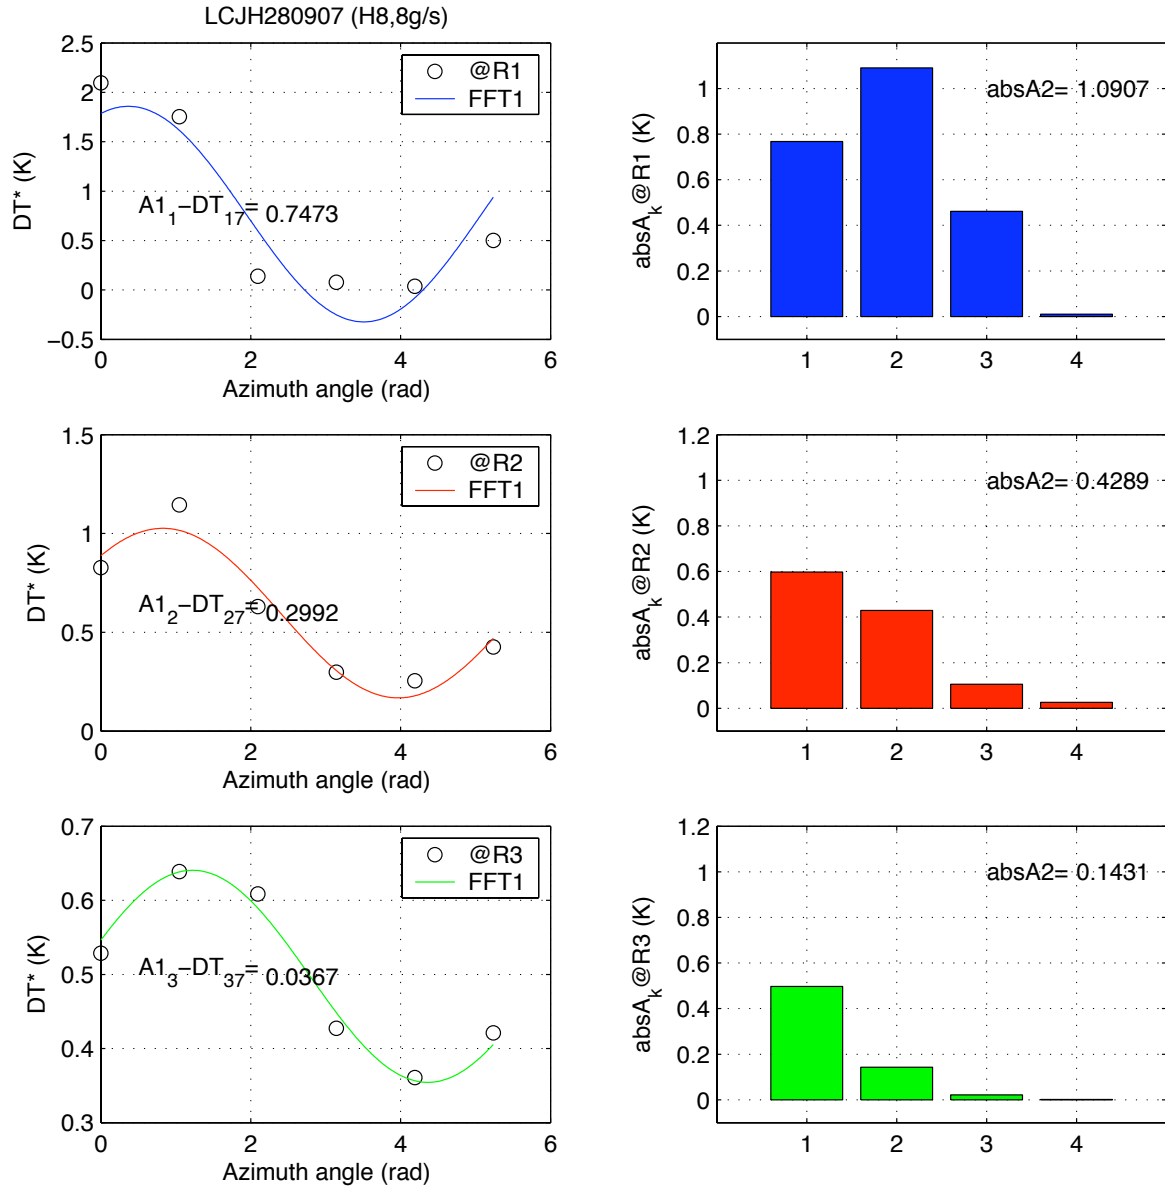 LCJH280907 (H8,8g/s)
2.5
2
1.5
1
0.5
0
−0.5
DT* (K)
@R1
FFT1
A1₁−DT₁₇= 0.7473
0 2 4 6
Azimuth angle (rad)
1
0.8
0.6
0.4
0.2
0
absA_k@R1 (K)
absA2= 1.0907
1 2 3 4
1.5
1
0.5
0
DT* (K)
@R2
FFT1
A1₂−DT₂₇= 0.2992
0 2 4 6
Azimuth angle (rad)
1.2
1
0.8
0.6
0.4
0.2
0
absA_k@R2 (K)
absA2= 0.4289
1 2 3 4
0.7
0.6
0.5
0.4
0.3
DT* (K)
@R3
FFT1
A1₃−DT₃₇= 0.0367
0 2 4 6
Azimuth angle (rad)
1.2
1
0.8
0.6
0.4
0.2
0
absA_k@R3 (K)
absA2= 0.1431
1 2 3 4